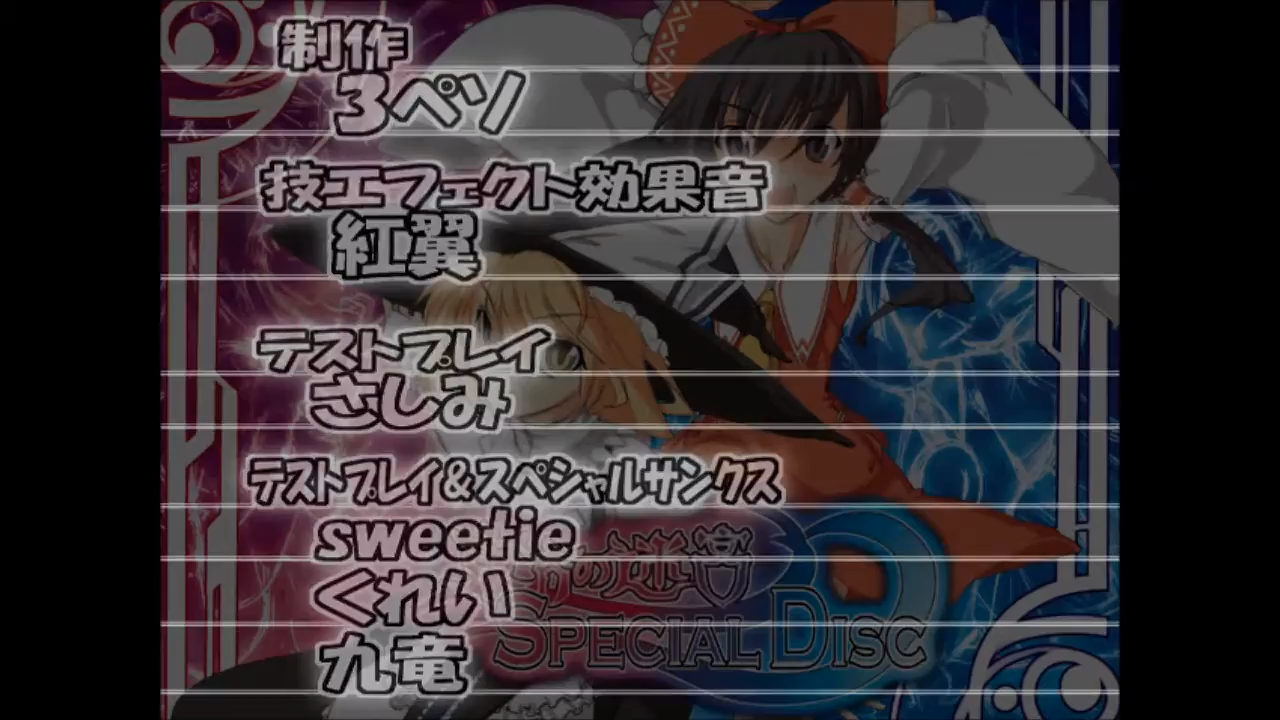 制作
3ペソ
技エフェクト効果音
紅翼
テストプレイ
さしみ
テストプレイ&スペシャルサンクス
sweetie
くれい
九竜
SPECIAL DISC